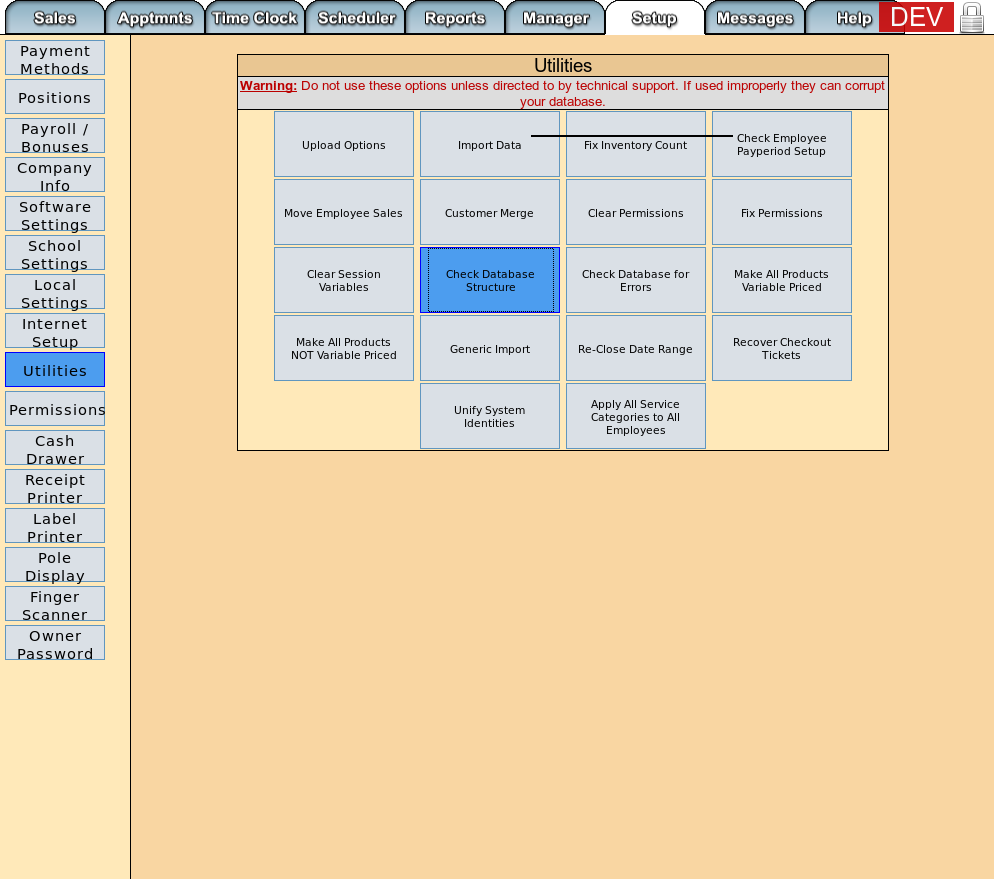 Sales Apptmnts Time Clock Scheduler Reports Manager Setup Messages Help DEV
Payment
Methods
Positions
Payroll /
Bonuses
Company
Info
Software
Settings
School
Settings
Local
Settings
Internet
Setup
Utilities
Permissions
Cash
Drawer
Receipt
Printer
Label
Printer
Pole
Display
Finger
Scanner
Owner
Password
Utilities
Warning: Do not use these options unless directed to by technical support. If used improperly they can corrupt
your database.
Upload Options
Import Data
Fix Inventory Count
Check Employee
Payperiod Setup
Move Employee Sales
Customer Merge
Clear Permissions
Fix Permissions
Clear Session
Variables
Check Database
Structure
Check Database for
Errors
Make All Products
Variable Priced
Make All Products
NOT Variable Priced
Generic Import
Re-Close Date Range
Recover Checkout
Tickets
Unify System
Identities
Apply All Service
Categories to All
Employees